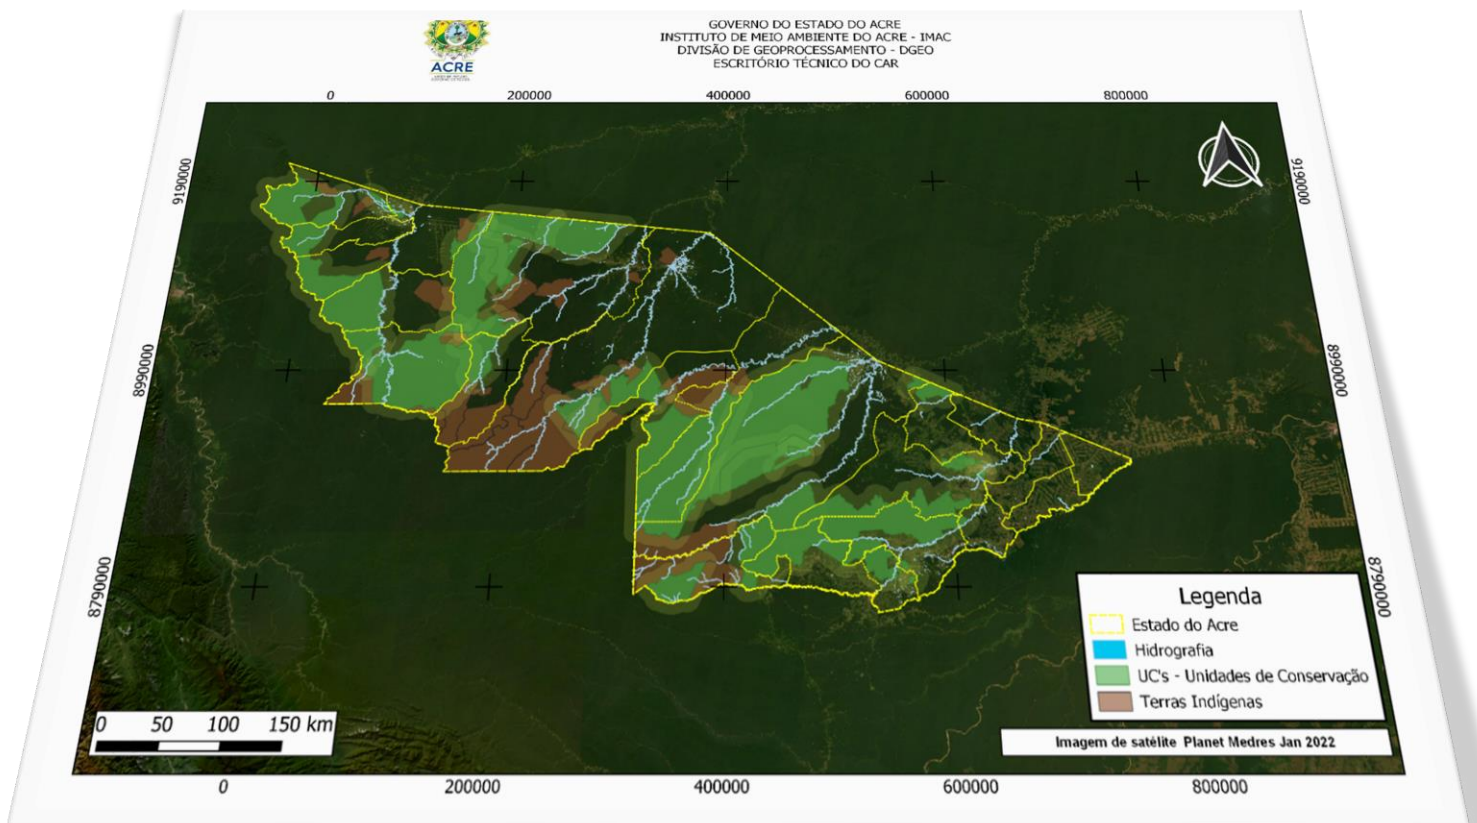 GOVERNO DO ESTADO DO ACRE
INSTITUTO DE MEIO AMBIENTE DO ACRE - IMAC
DIVISÃO DE GEOPROCESSAMENTO - DGEO
ESCRITÓRIO TÉCNICO DO CAR
ACRE
0 200000 400000 600000 800000
9190000 9190000
8990000 8990000
8790000 8790000
Legenda
Estado do Acre
Hidrografia
UC's - Unidades de Conservação
Terras Indígenas
0 50 100 150 km
Imagem de satélite Planet Medres Jan 2022
0 200000 400000 600000 800000